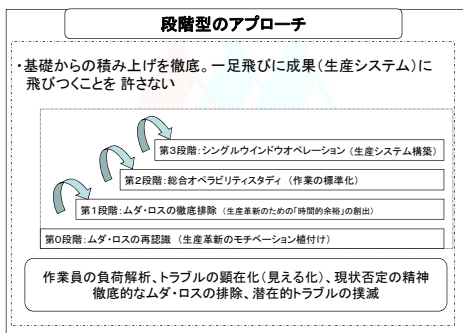 段階型のアプローチ
・基礎からの積み上げを徹底。一足飛びに成果(生産システム)に
飛びつくことを 許さない
第3段階:シングルウインドウオペレーション (生産システム構築)
第2段階:総合オペラビリティスタディ (作業の標準化)
第1段階:ムダ・ロスの徹底排除 (生産革新のための「時間的余裕」の創出)
第0段階:ムダ・ロスの再認識 (生産革新のモチベーション植付け)
作業員の負荷解析、トラブルの顕在化(見える化)、現状否定の精神
徹底的なムダ・ロスの排除、潜在的トラブルの撲滅